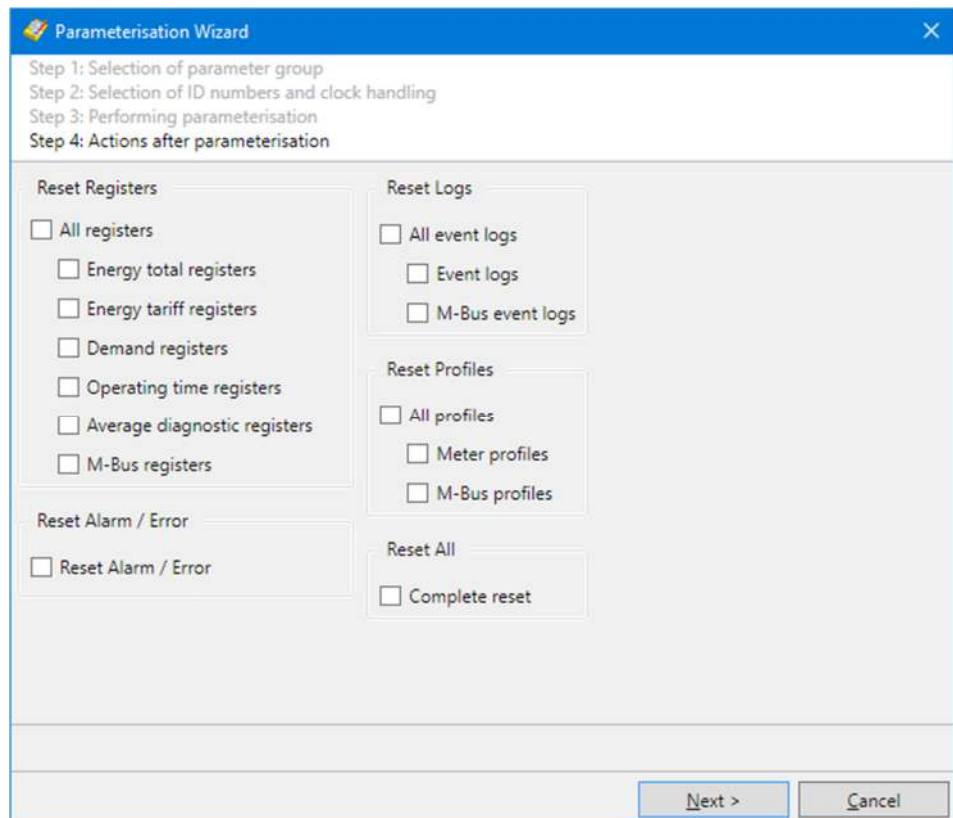 Parameterisation Wizard
Step 1: Selection of parameter group
Step 2: Selection of ID numbers and clock handling
Step 3: Performing parameterisation
Step 4: Actions after parameterisation
Reset Registers
All registers
Energy total registers
Energy tariff registers
Demand registers
Operating time registers
Average diagnostic registers
M-Bus registers
Reset Alarm / Error
Reset Alarm / Error
Reset Logs
All event logs
Event logs
M-Bus event logs
Reset Profiles
All profiles
Meter profiles
M-Bus profiles
Reset All
Complete reset
Next >
Cancel